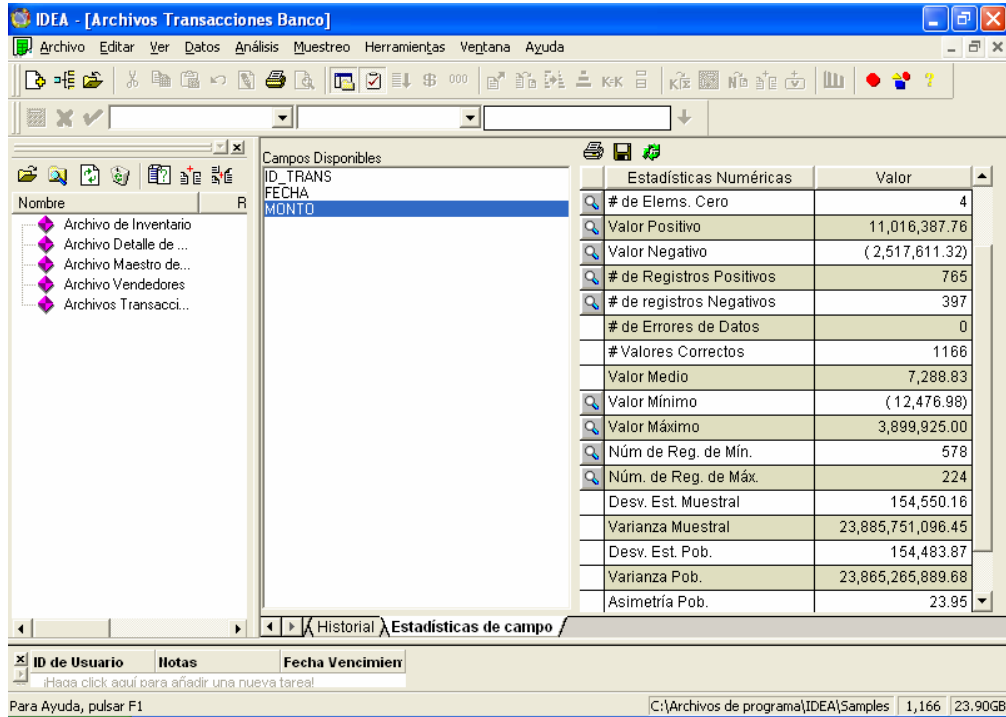 IDEA - [Archivos Transacciones Banco]
Archivo Editar Ver Datos Análisis Muestreo Herramientas Ventana Ayuda
Campos Disponibles
ID_TRANS
FECHA
MONTO
Nombre R
Archivo de Inventario
Archivo Detalle de ...
Archivo Maestro de...
Archivo Vendedores
Archivos Transacci...
Estadísticas Numéricas Valor
# de Elems. Cero 4
Valor Positivo 11,016,387.76
Valor Negativo (2,517,611.32)
# de Registros Positivos 765
# de registros Negativos 397
# de Errores de Datos 0
# Valores Correctos 1166
Valor Medio 7,288.83
Valor Mínimo (12,476.98)
Valor Máximo 3,899,925.00
Núm de Reg. de Mín. 578
Núm. de Reg. de Máx. 224
Desv. Est. Muestral 154,550.16
Varianza Muestral 23,885,751,096.45
Desv. Est. Pob. 154,483.87
Varianza Pob. 23,865,265,889.68
Asimetría Pob. 23.95
Historial Estadísticas de campo
ID de Usuario Notas Fecha Vencimien
¡Haga click aquí para añadir una nueva tarea!
Para Ayuda, pulsar F1 C:\Archivos de programa\IDEA\Samples 1,166 23.90GB